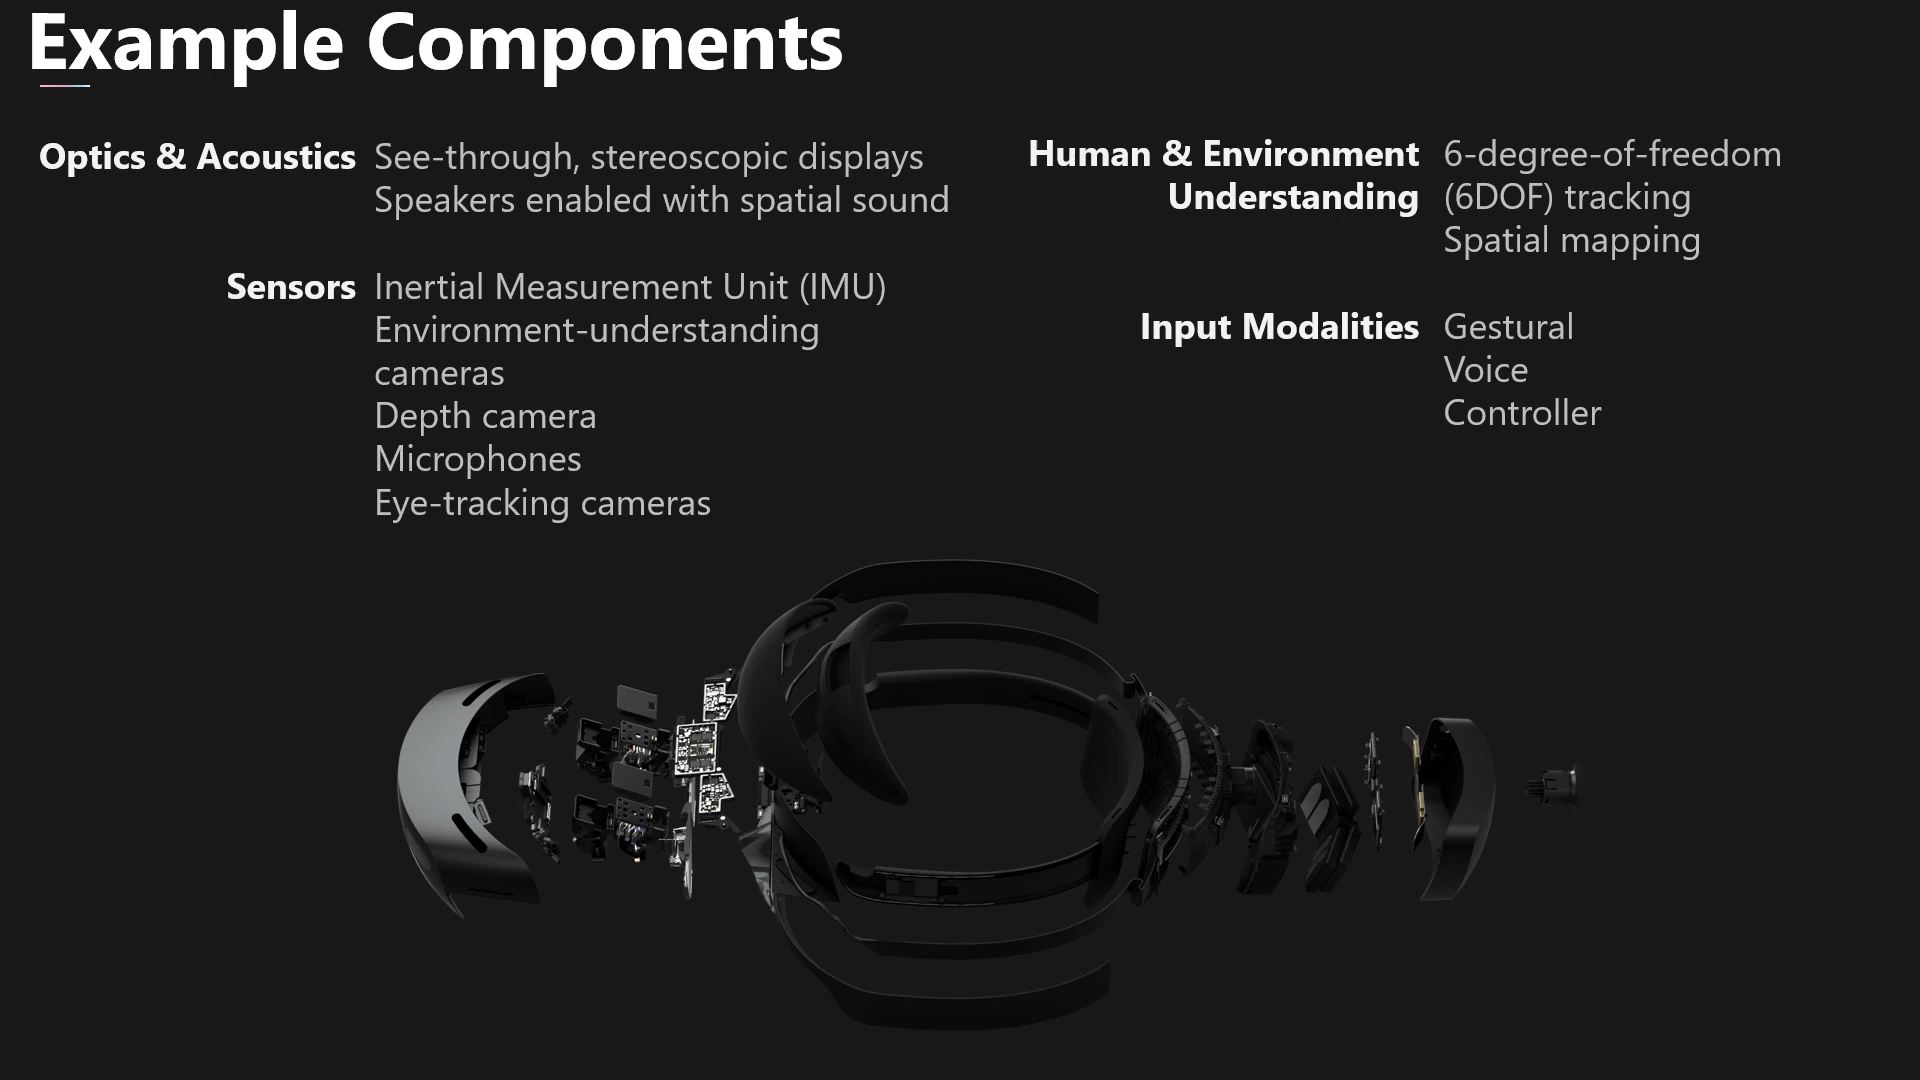 Example Components
Optics & Acoustics
See-through, stereoscopic displays
Speakers enabled with spatial sound
Sensors
Inertial Measurement Unit (IMU)
Environment-understanding
cameras
Depth camera
Microphones
Eye-tracking cameras
Human & Environment
Understanding
6-degree-of-freedom
(6DOF) tracking
Spatial mapping
Input Modalities
Gestural
Voice
Controller